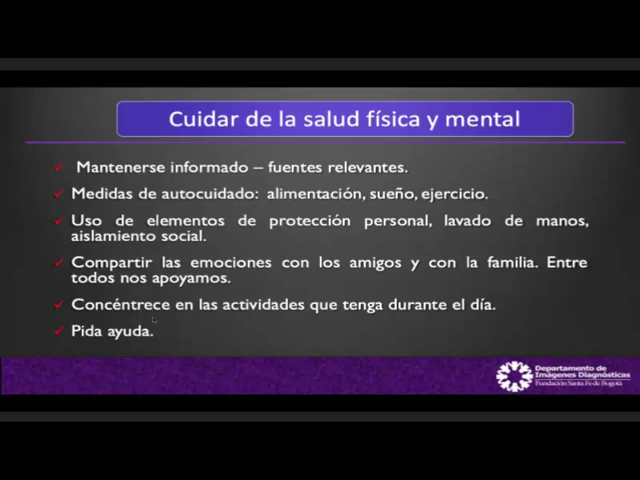 Cuidar de la salud física y mental
Mantenerse informado – fuentes relevantes.
Medidas de autocuidado: alimentación, sueño, ejercicio.
Uso de elementos de protección personal, lavado de manos,
aislamiento social.
Compartir las emociones con los amigos y con la familia. Entre
todos nos apoyamos.
Concéntrece en las actividades que tenga durante el día.
Pida ayuda.
Departamento de
Imágenes Diagnósticas
Fundación Santa Fe de Bogotá